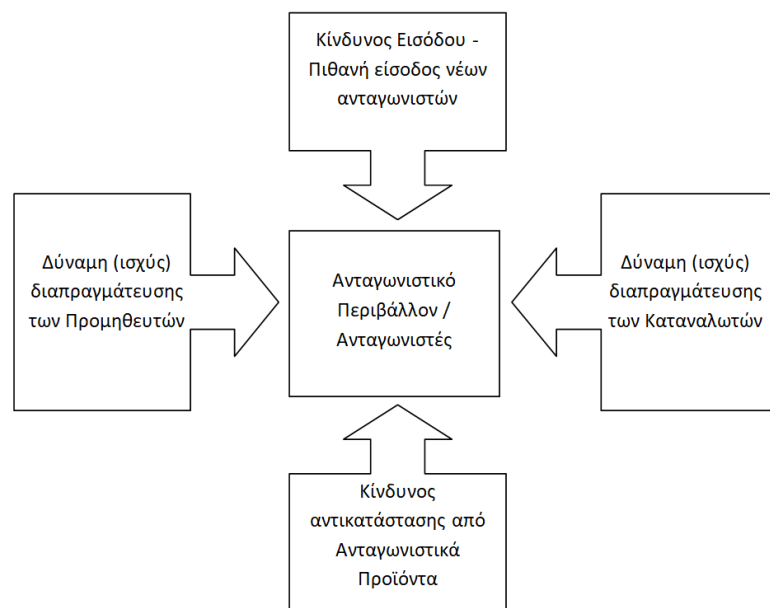 Κίνδυνος Εισόδου -
Πιθανή είσοδος νέων
ανταγωνιστών
Δύναμη (ισχύς)
διαπραγμάτευσης
των Προμηθευτών
Ανταγωνιστικό
Περιβάλλον /
Ανταγωνιστές
Δύναμη (ισχύς)
διαπραγμάτευσης
των Καταναλωτών
Κίνδυνος
αντικατάστασης από
Ανταγωνιστικά
Προϊόντα